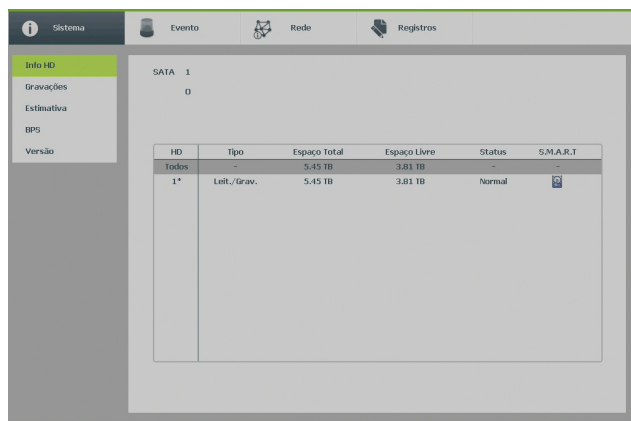 Sistema Evento Rede Registros
Info HD
Gravações
Estimativa
BPS
Versão
SATA 1
O
HD Tipo Espaço Total Espaço Livre Status S.M.A.R.T
Todos - 5.45 TB 3.81 TB - -
1* Leit./Grav. 5.45 TB 3.81 TB Normal